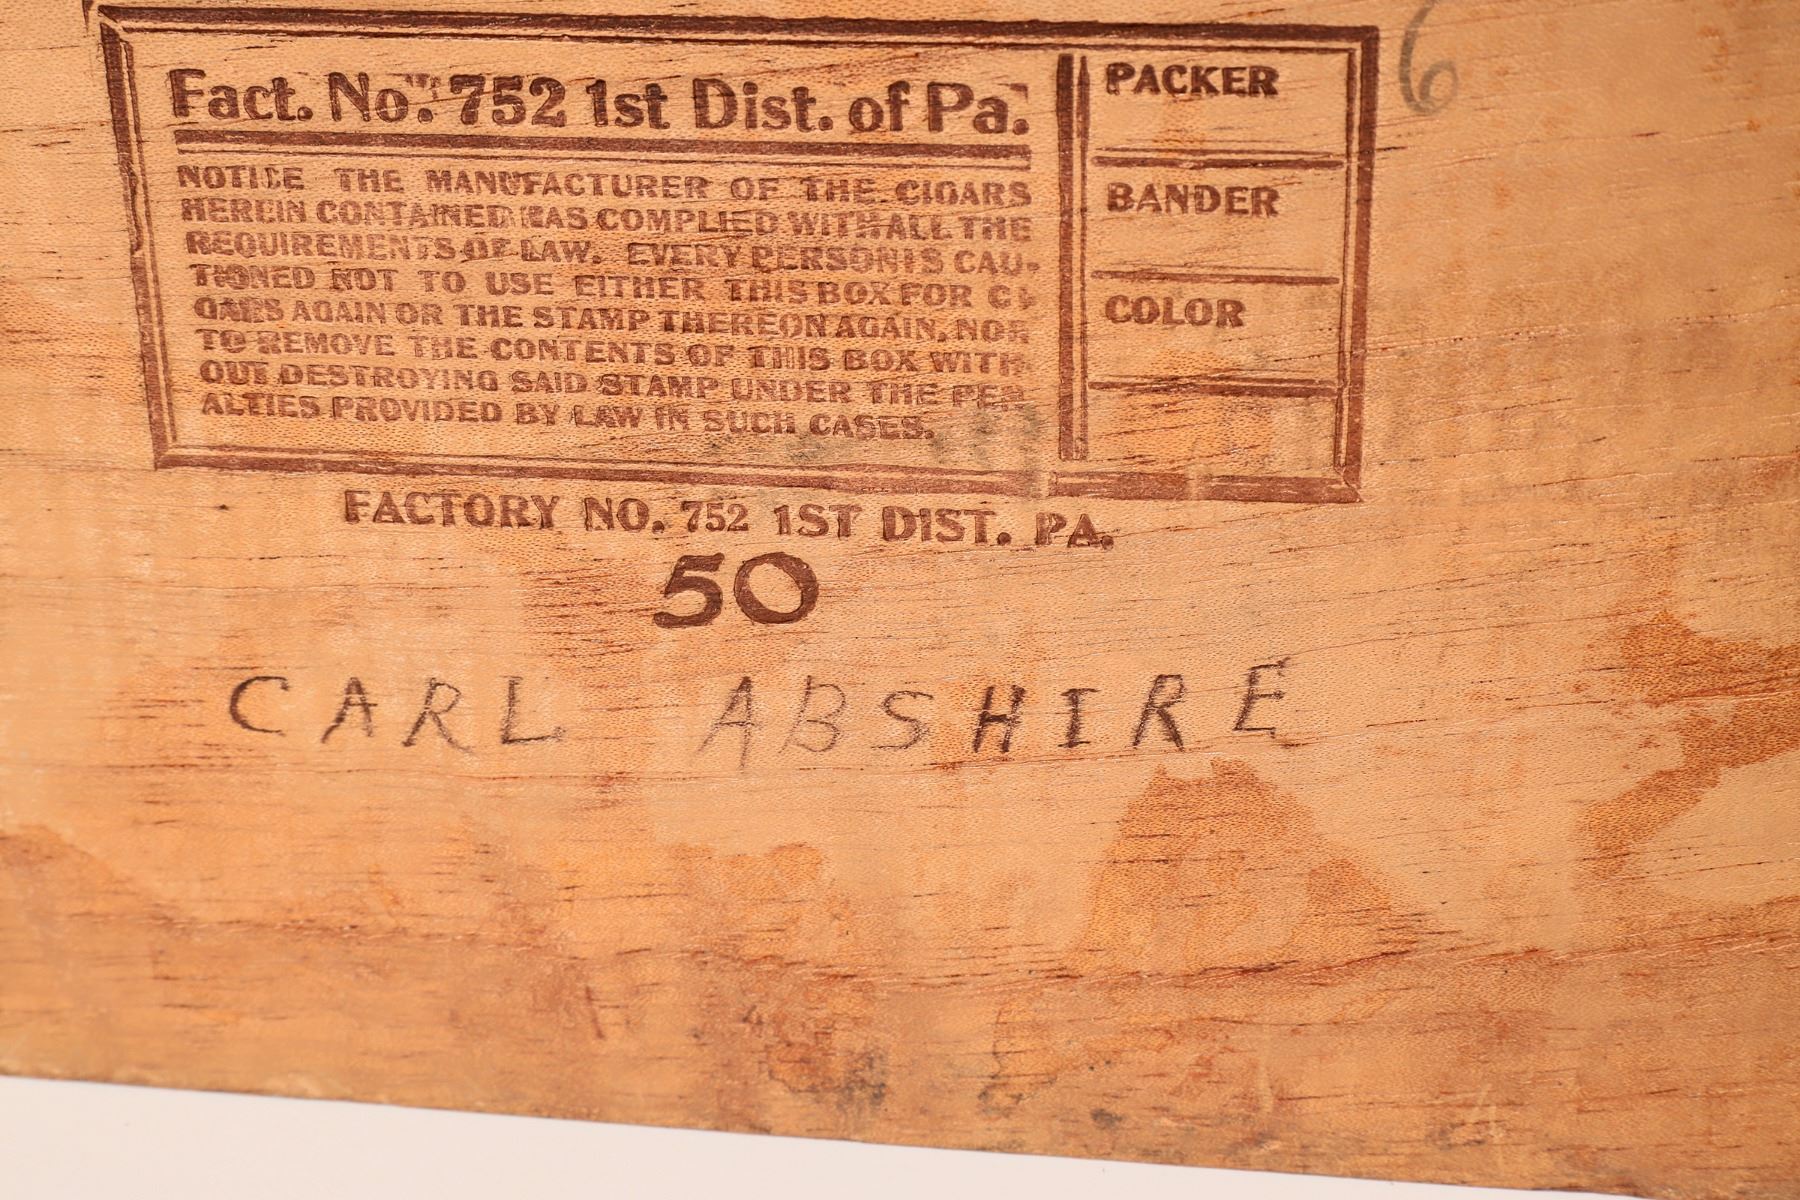 Fact. No. 752 1st Dist. of Pa.
NOTICE THE MANUFACTURER OF THE CIGARS
HEREIN CONTAINED HAS COMPLIED WITH ALL THE
REQUIREMENTS OF LAW. EVERY PERSON IS CAU-
TIONED NOT TO USE EITHER THIS BOX FOR CI-
GARS AGAIN OR THE STAMP THEREON AGAIN, NOR
TO REMOVE THE CONTENTS OF THIS BOX WITH-
OUT DESTROYING SAID STAMP UNDER THE PEN-
ALTIES PROVIDED BY LAW IN SUCH CASES.
PACKER
BANDER
COLOR
6
FACTORY NO. 752 1ST DIST. PA.
50
CARL ABSHIRE